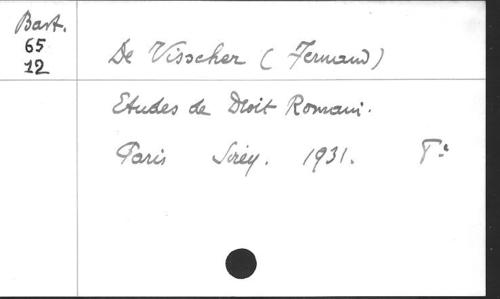 Bart.
65
12
De Visscher (Fernand)
Etudes de Droit Romain.
Paris Sirey. 1931. T°